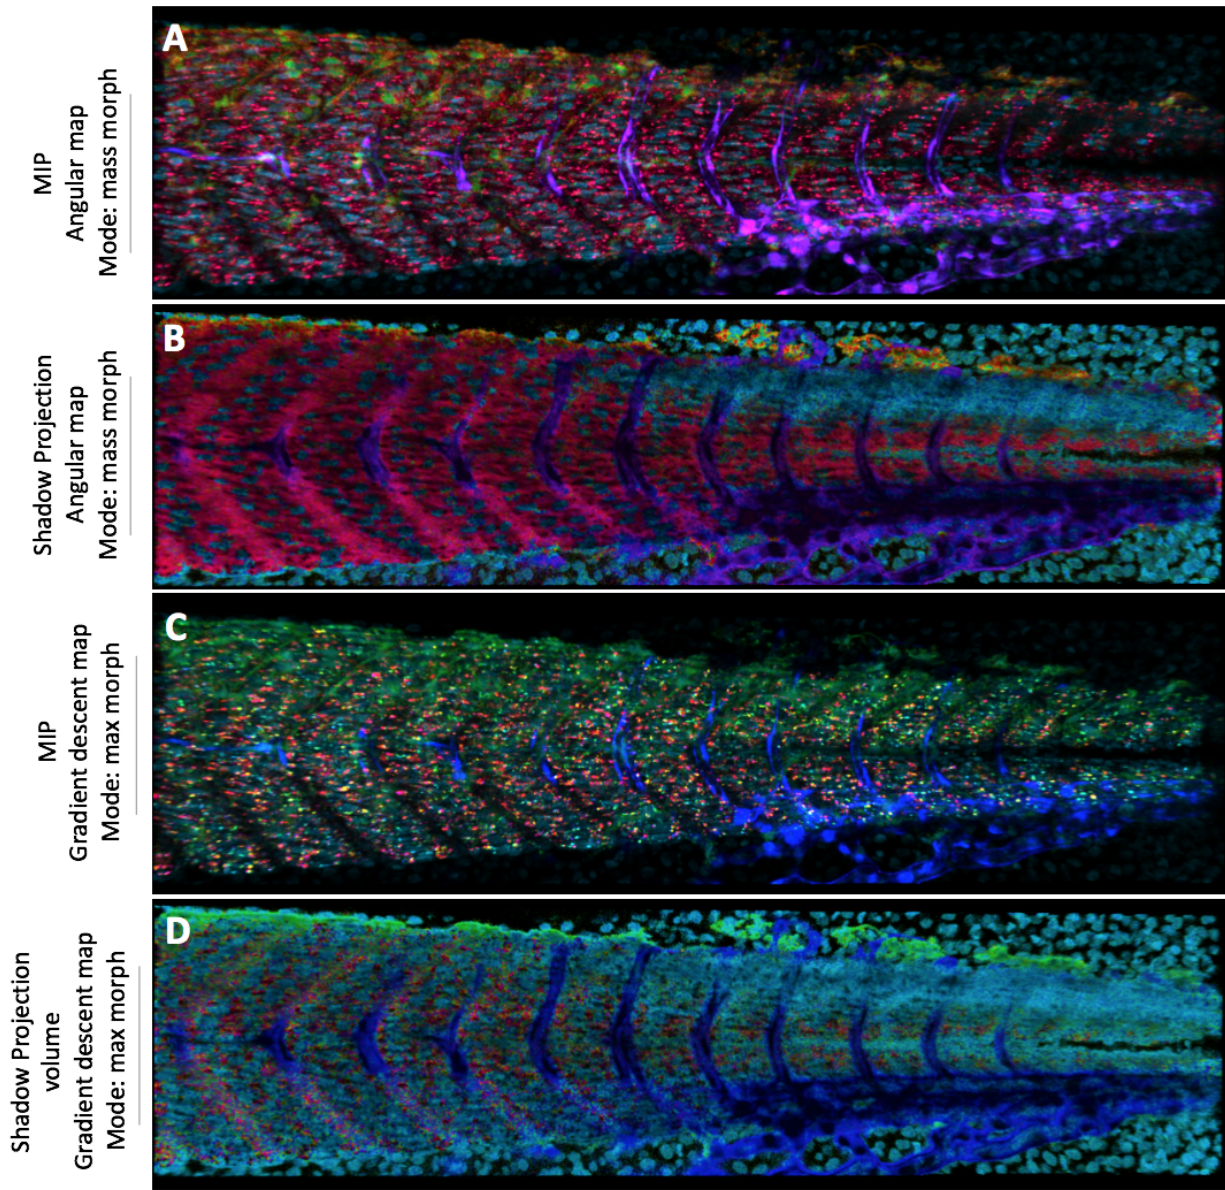 A
MIP
Angular map
Mode: mass morph
B
Shadow Projection
Angular map
Mode: mass morph
C
MIP
Gradient descent map
Mode: max morph
D
Shadow Projection
volume
Gradient descent map
Mode: max morph